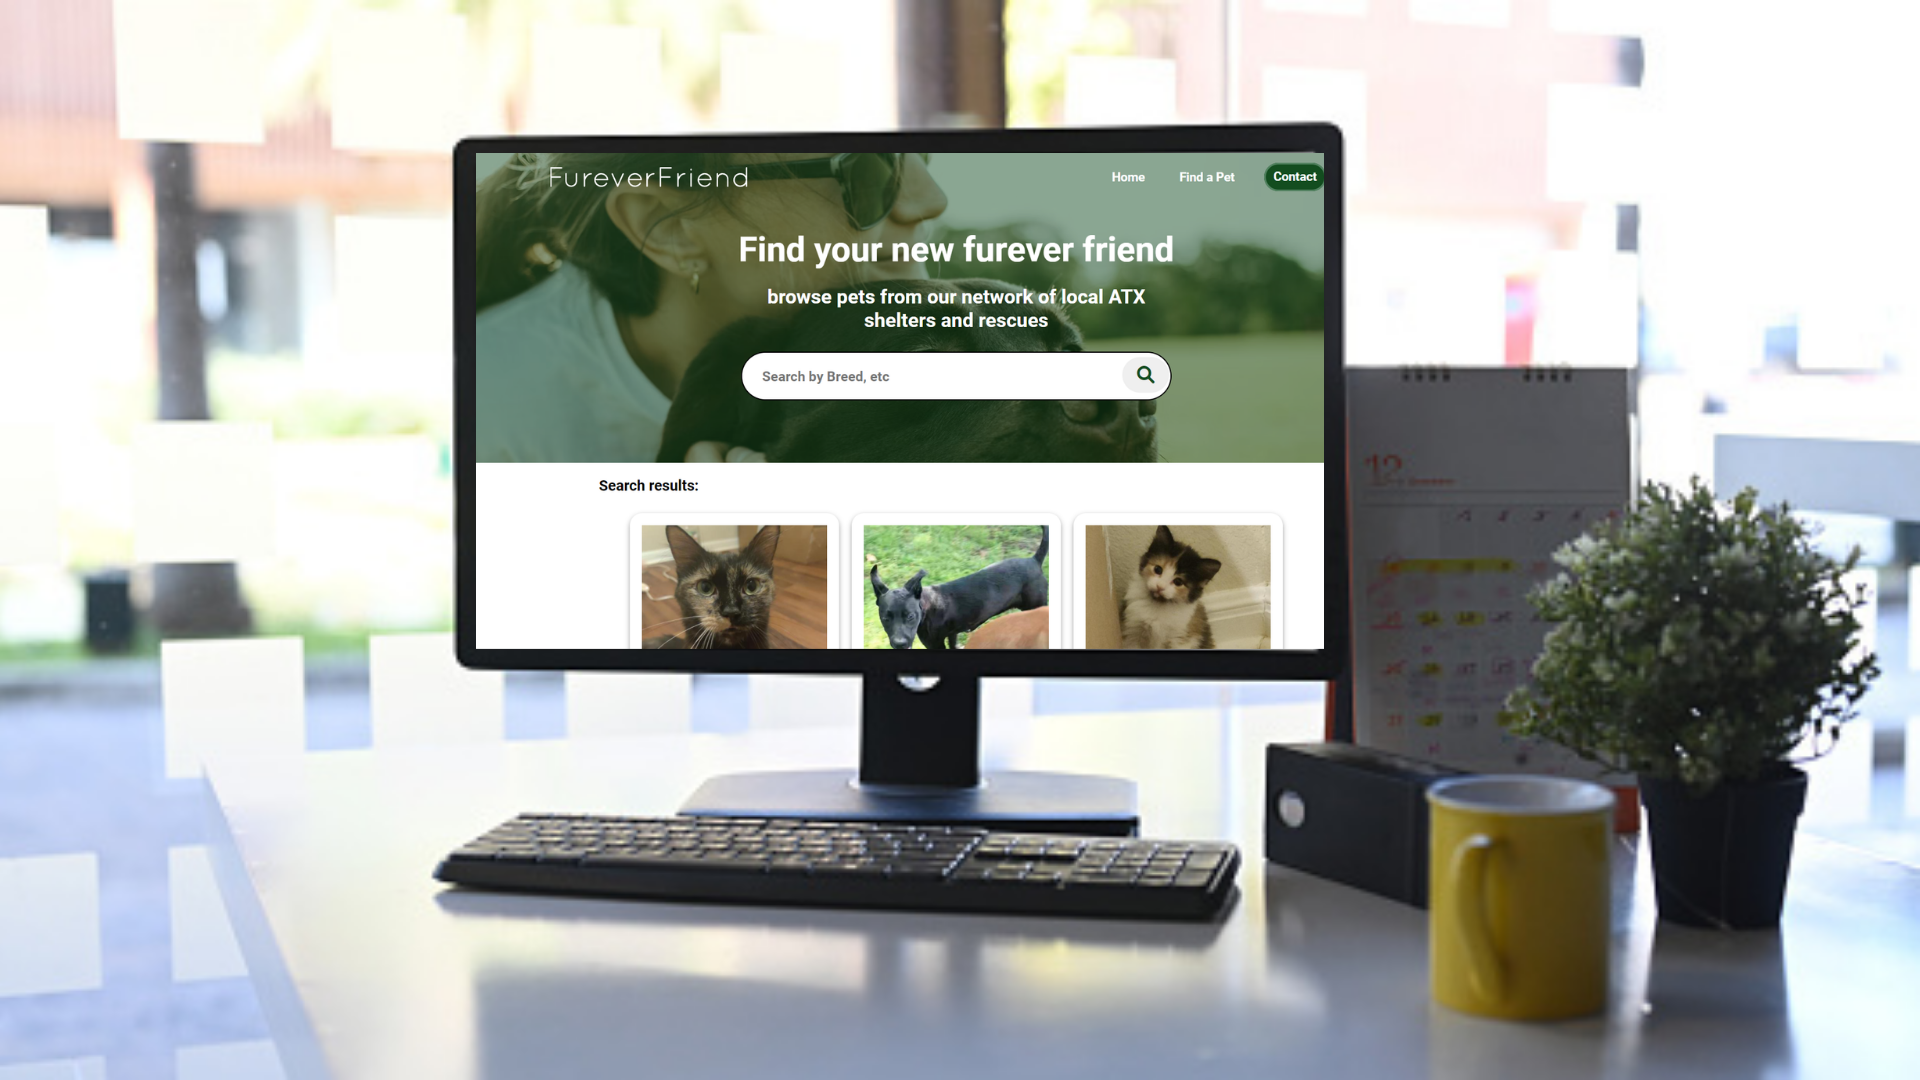 FureverFriend
Home
Find a Pet
Contact
Find your new furever friend
browse pets from our network of local ATX
shelters and rescues
Search by Breed, etc
Search results:
12